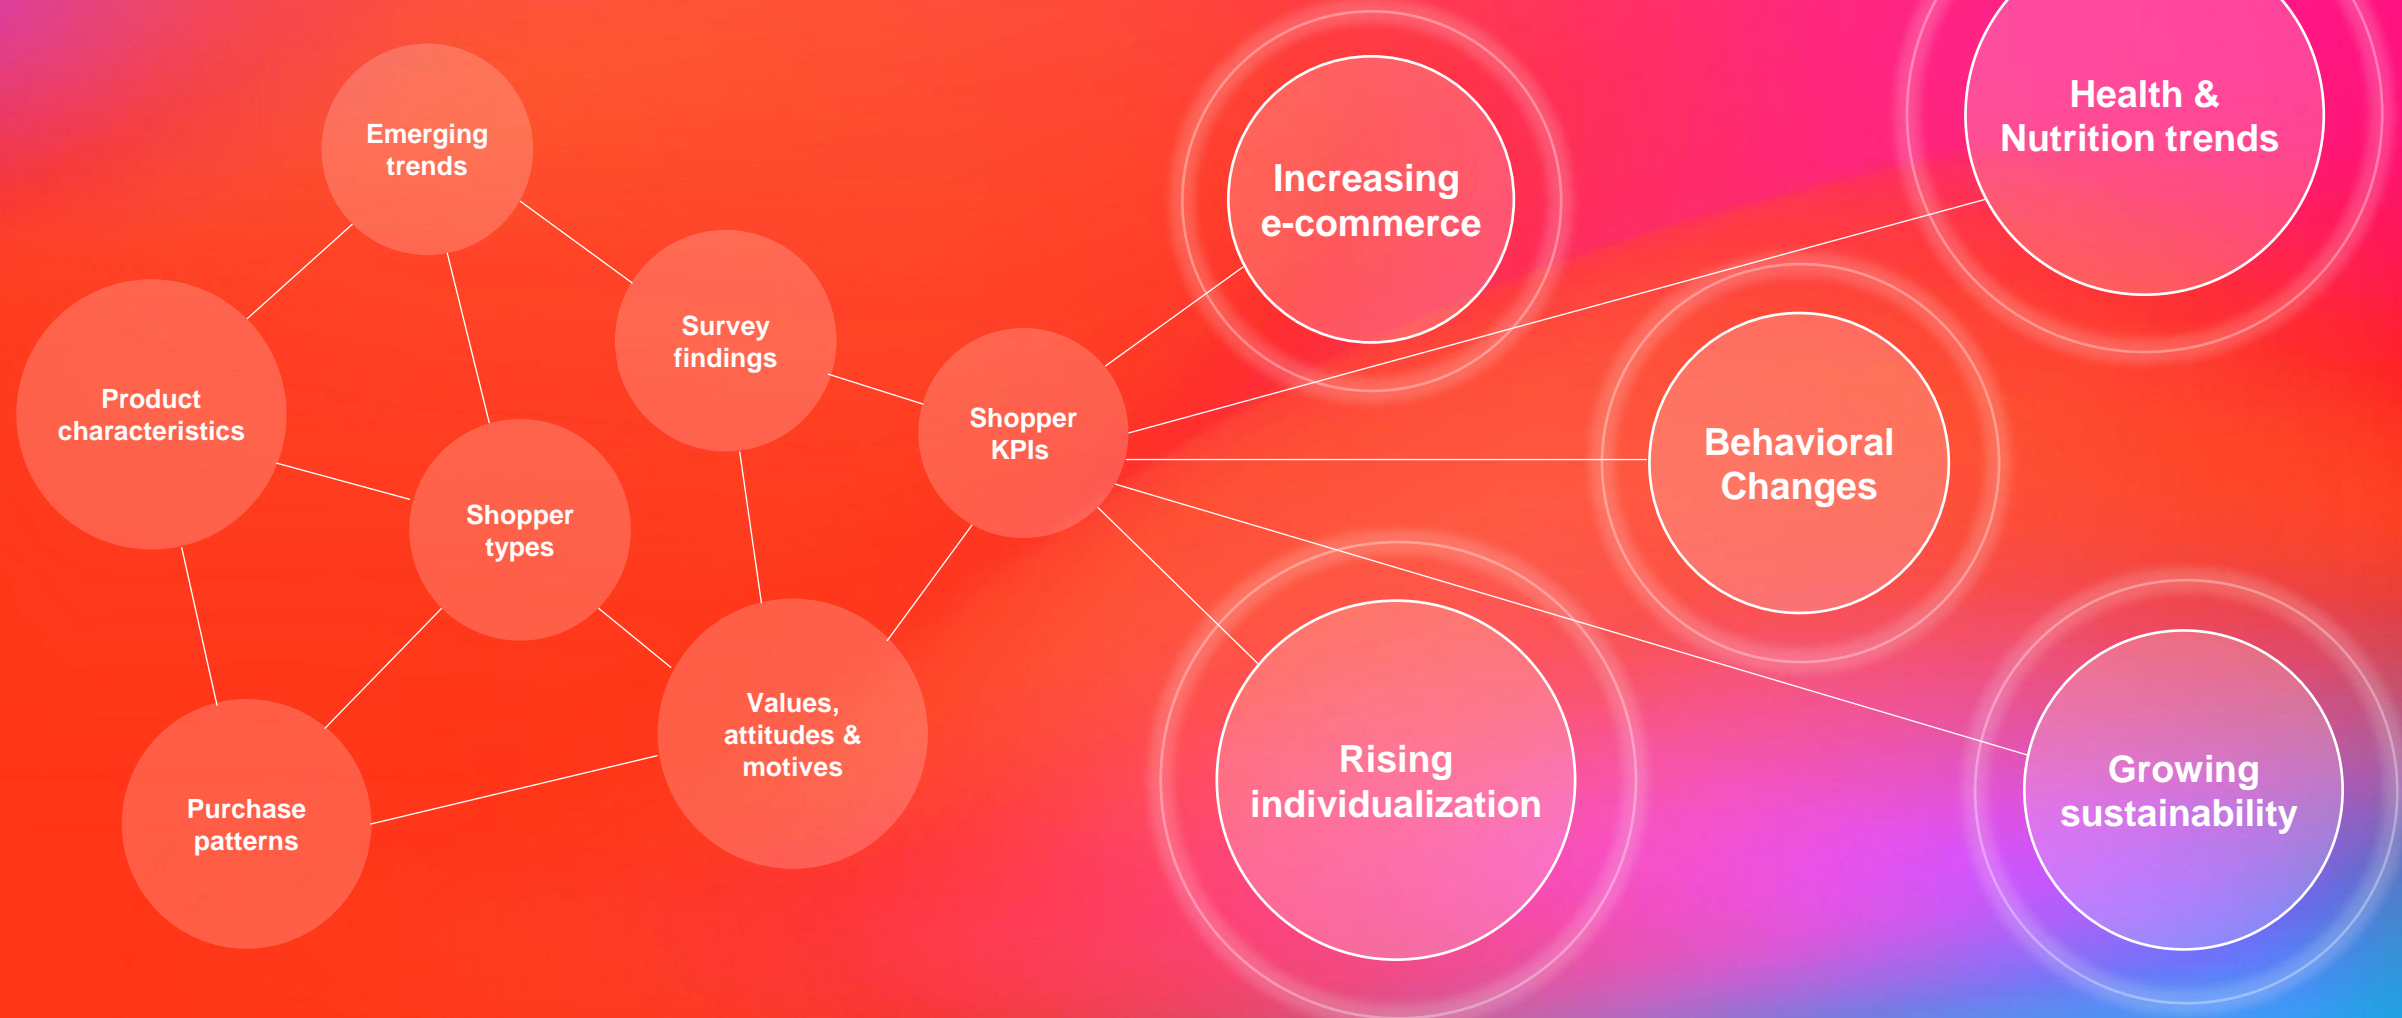 Emerging
trends
Product
characteristics
Survey
findings
Shopper
types
Shopper
KPIs
Values,
attitudes &
motives
Purchase
patterns
Increasing
e-commerce
Health &
Nutrition trends
Behavioral
Changes
Rising
individualization
Growing
sustainability